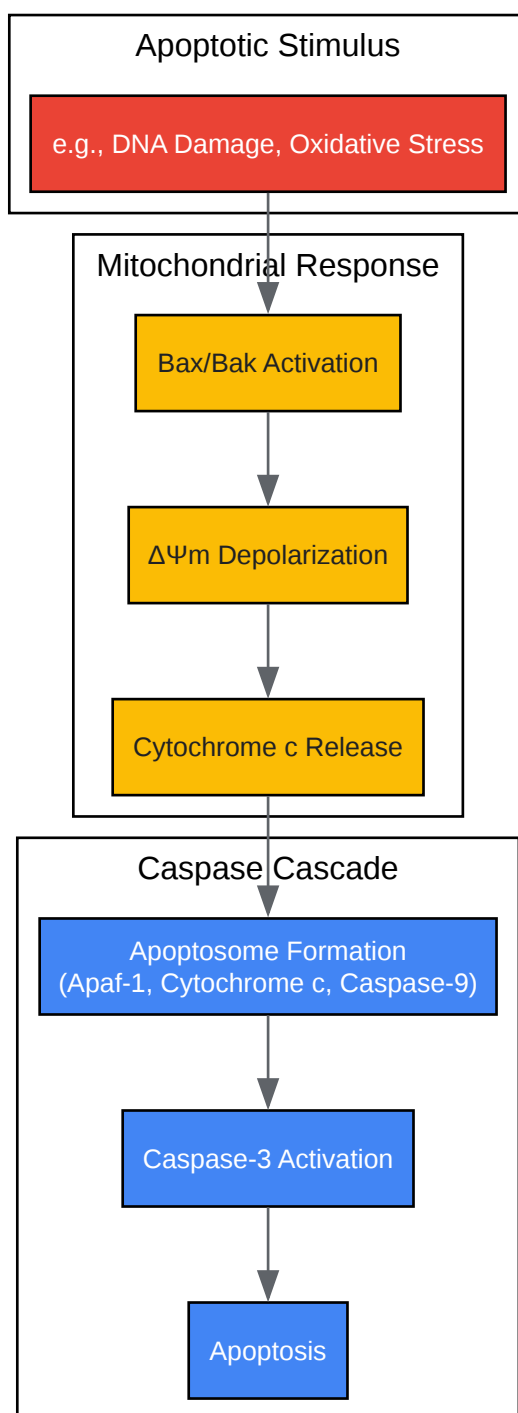 Apoptotic Stimulus
e.g., DNA Damage, Oxidative Stress
Mitochondrial Response
Bax/Bak Activation
ΔΨm Depolarization
Cytochrome c Release
Caspase Cascade
Apoptosome Formation
(Apaf-1, Cytochrome c, Caspase-9)
Caspase-3 Activation
Apoptosis